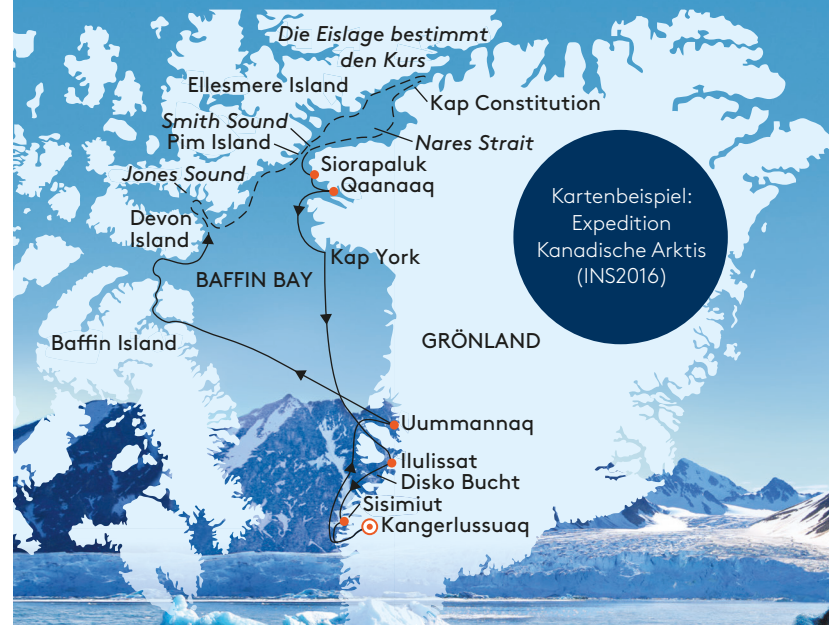 Die Eislage bestimmt
den Kurs
Ellesmere Island
Kap Constitution
Smith Sound
Pim Island
Nares Strait
Siorapaluk
Jones Sound
Qaanaaq
Devon
Island
Kap York
BAFFIN BAY
Baffin Island
GRÖNLAND
Kartenbeispiel:
Expedition
Kanadische Arktis
(INS2016)
Uummannaq
Ilulissat
Disko Bucht
Sisimiut
Kangerlussuaq